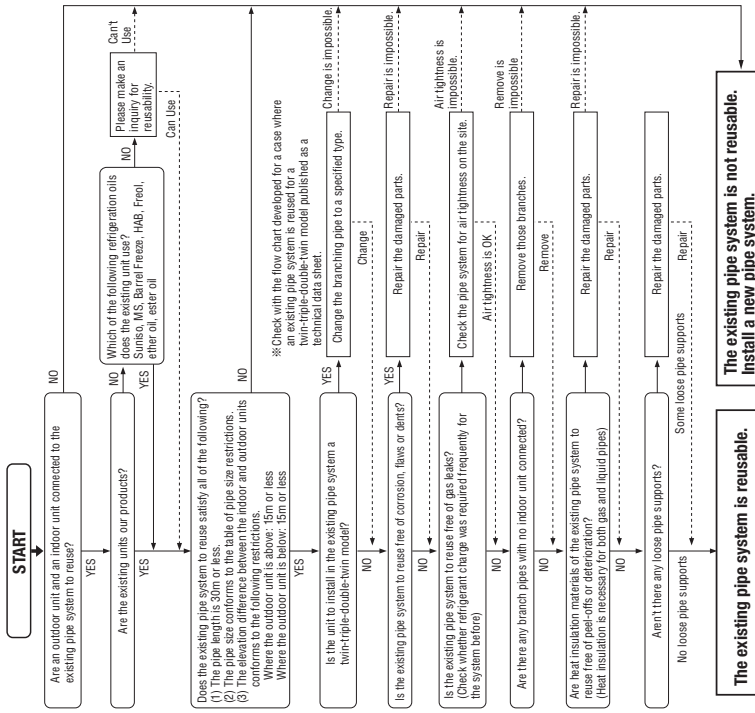 START
Are an outdoor unit and an indoor unit connected to the
existing pipe system to reuse?
NO
YES
Are the existing units our products?
NO
YES
Which of the following refrigeration oils
does the existing unit use?
Suniso, MS, Barrel Freeze, HAB, Freol,
ether oil, ester oil
NO
YES
Please make an
inquiry for
reusability.
Can't
Use
Can Use
Does the existing pipe system to reuse satisfy all of the following?
(1) The pipe length is 30m or less.
(2) The pipe size conforms to the table of pipe size restrictions.
(3) The elevation difference between the indoor and outdoor units
conforms to the following restrictions.
Where the outdoor unit is above: 15m or less
Where the outdoor unit is below: 15m or less
NO
YES
※Check with the flow chart developed for a case where
an existing pipe system is reused for a
twin-triple-double-twin model published as a
technical data sheet.
Is the unit to install in the existing pipe system a
twin-triple-double-twin model?
YES
Change the branching pipe to a specified type.
Change is impossible.
Change
NO
Is the existing pipe system to reuse free of corrosion, flaws or dents?
YES
Repair the damaged parts.
Repair is impossible.
Repair
NO
Is the existing pipe system to reuse free of gas leaks?
(Check whether refrigerant charge was required frequently for
the system before)
Check the pipe system for air tightness on the site.
Air tightness is
impossible.
Air tightness is OK
NO
Are there any branch pipes with no indoor unit connected?
Remove those branches.
Remove is
impossible
Remove
NO
Are heat insulation materials of the existing pipe system to
reuse free of peel-offs or deterioration?
(Heat insulation is necessary for both gas and liquid pipes)
Repair the damaged parts.
Repair is impossible.
Repair
NO
Aren't there any loose pipe supports?
Repair the damaged parts.
Some loose pipe supports
Repair
No loose pipe supports
The existing pipe system is reusable.
The existing pipe system is not reusable.
Install a new pipe system.